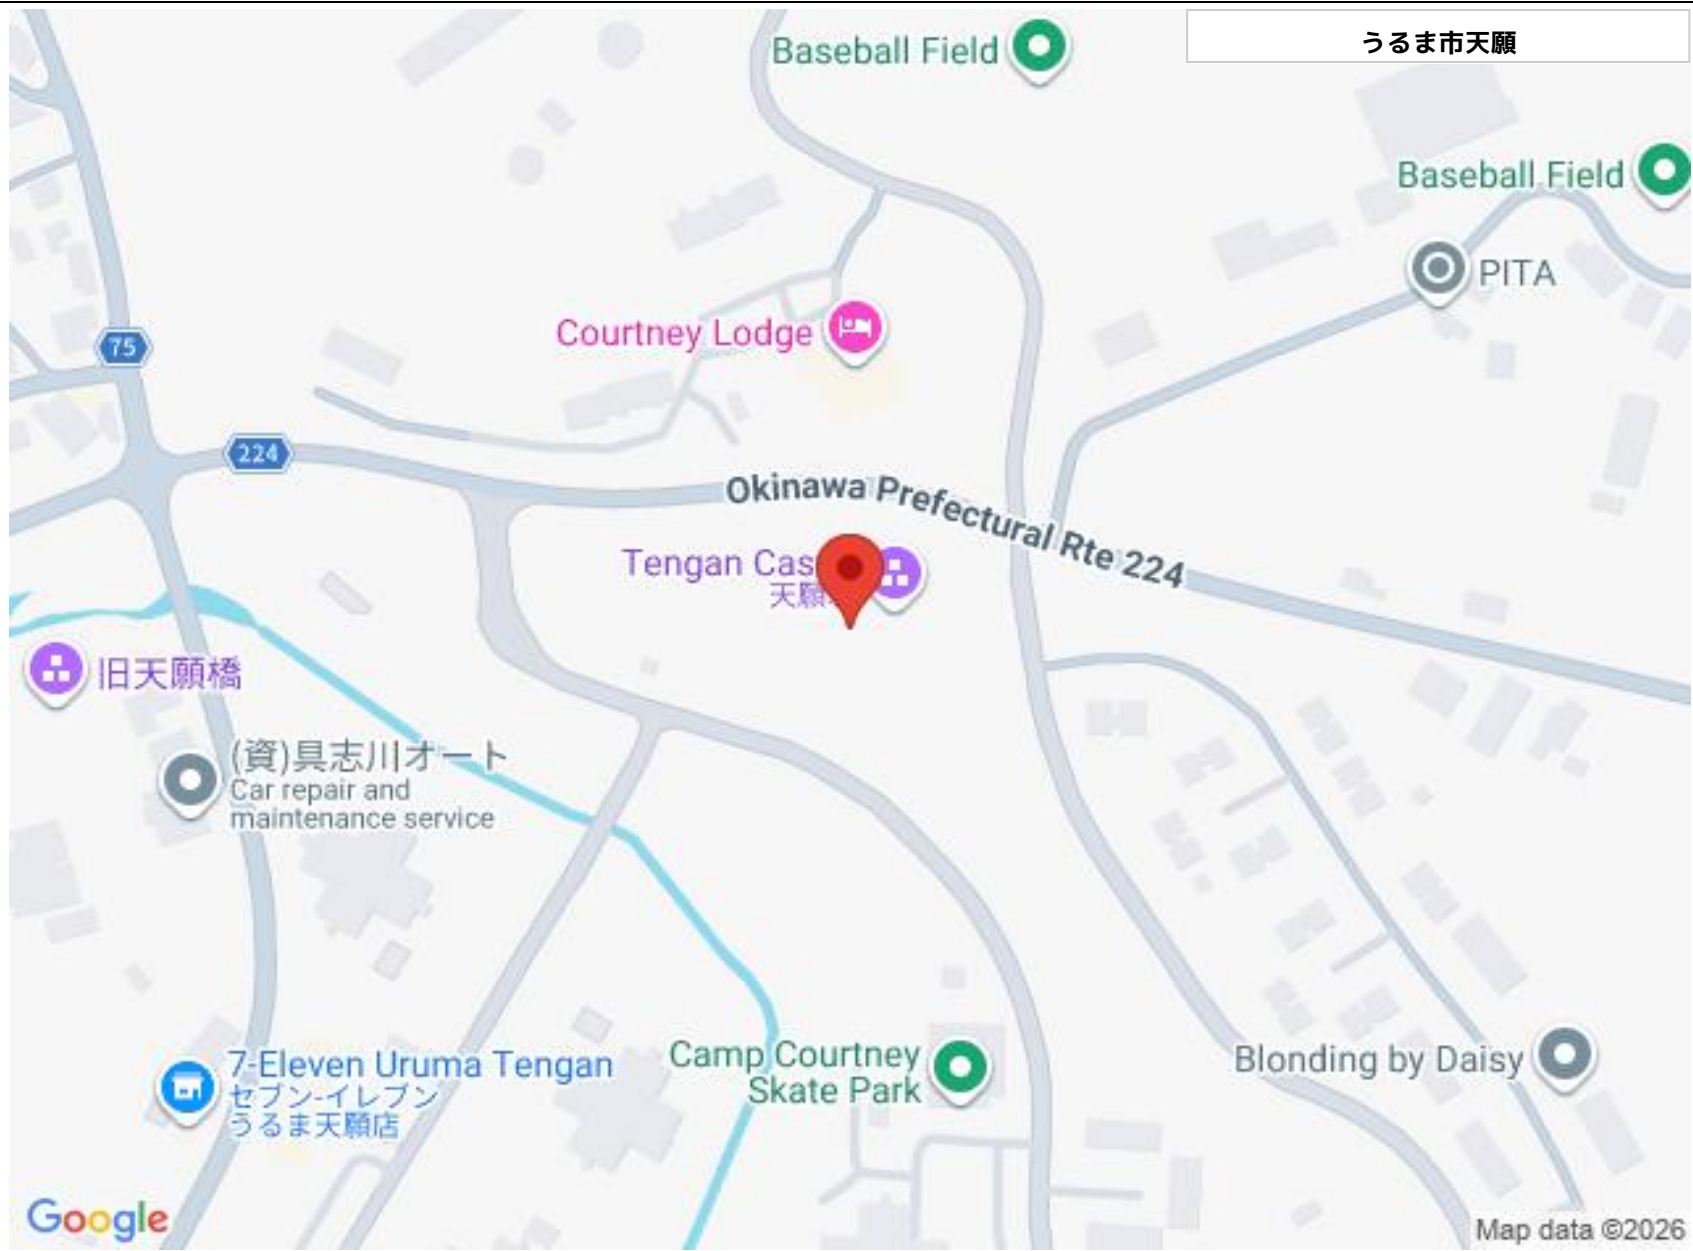 うるま市天願
Baseball Field
Baseball Field
PITA
Courtney Lodge
75
224
Okinawa Prefectural Rte 224
Tengan Cas
天願
旧天願橋
(資)具志川オート
Car repair and
maintenance service
7-Eleven Uruma Tengan
セブン-イレブン
うるま天願店
Camp Courtney
Skate Park
Blonding by Daisy
Google
Map data ©2026